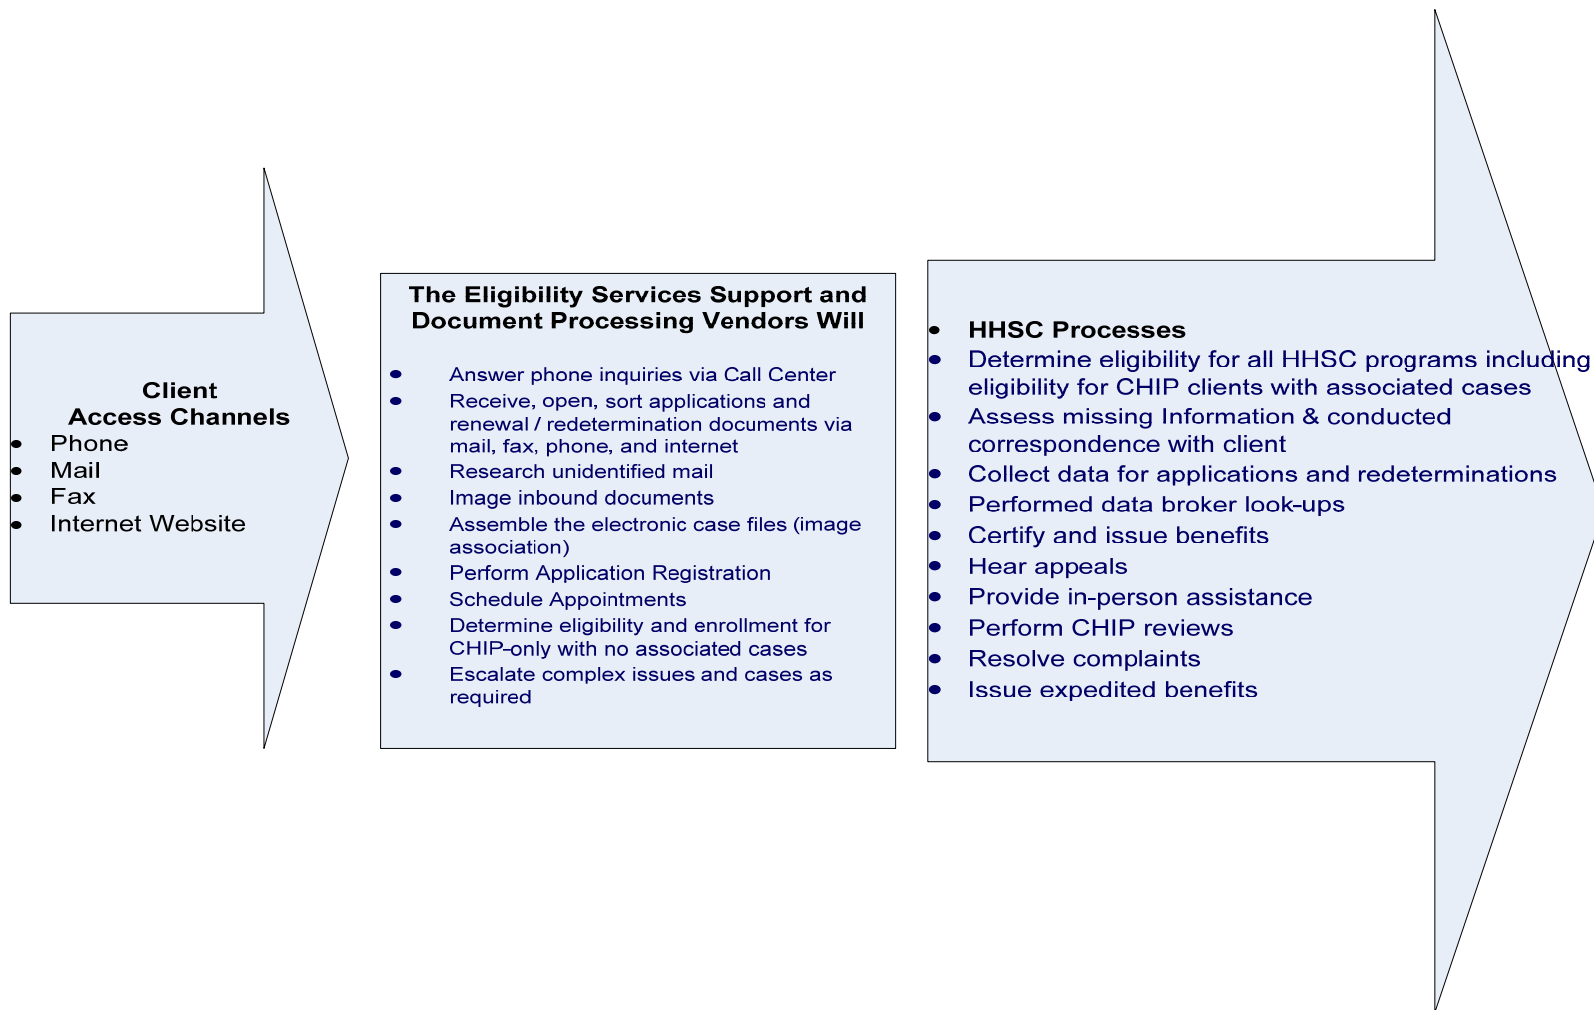 Client
Access Channels
• Phone
• Mail
• Fax
• Internet Website
The Eligibility Services Support and
Document Processing Vendors Will
• Answer phone inquiries via Call Center
• Receive, open, sort applications and
renewal / redetermination documents via
mail, fax, phone, and internet
• Research unidentified mail
• Image inbound documents
• Assemble the electronic case files (image
association)
• Perform Application Registration
• Schedule Appointments
• Determine eligibility and enrollment for
CHIP-only with no associated cases
• Escalate complex issues and cases as
required
• HHSC Processes
• Determine eligibility for all HHSC programs including
eligibility for CHIP clients with associated cases
• Assess missing Information & conducted
correspondence with client
• Collect data for applications and redeterminations
• Performed data broker look-ups
• Certify and issue benefits
• Hear appeals
• Provide in-person assistance
• Perform CHIP reviews
• Resolve complaints
• Issue expedited benefits